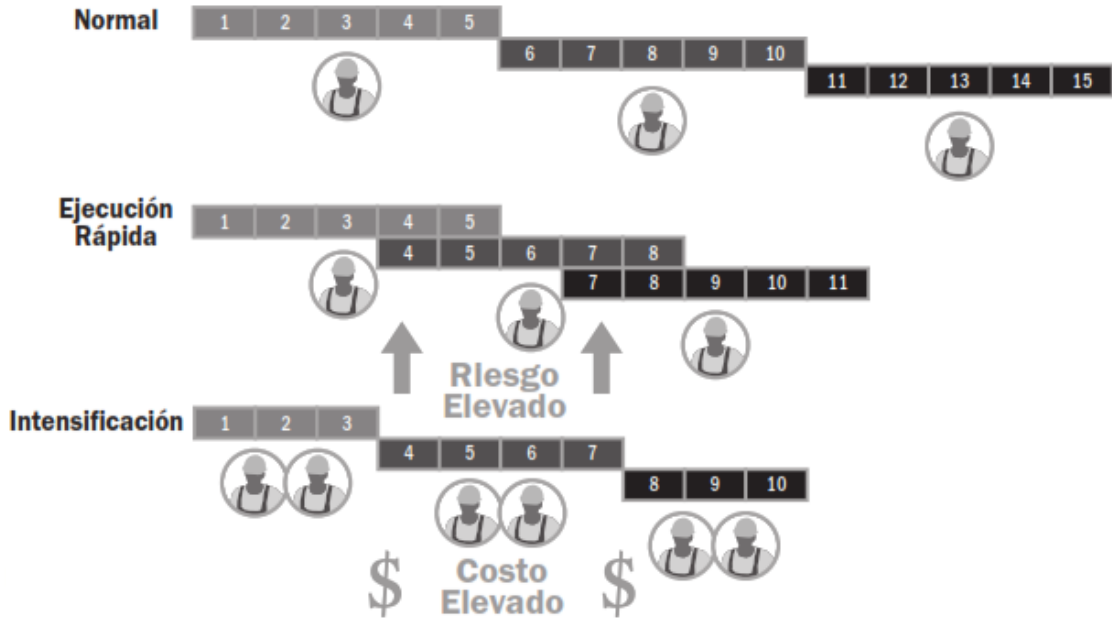 Normal
1 2 3 4 5
6 7 8 9 10
11 12 13 14 15
Ejecución
Rápida
1 2 3 4 5
4 5 6 7 8
7 8 9 10 11
RIesgo
Elevado
Intensificación
1 2 3
4 5 6 7
8 9 10
$ Costo $
Elevado